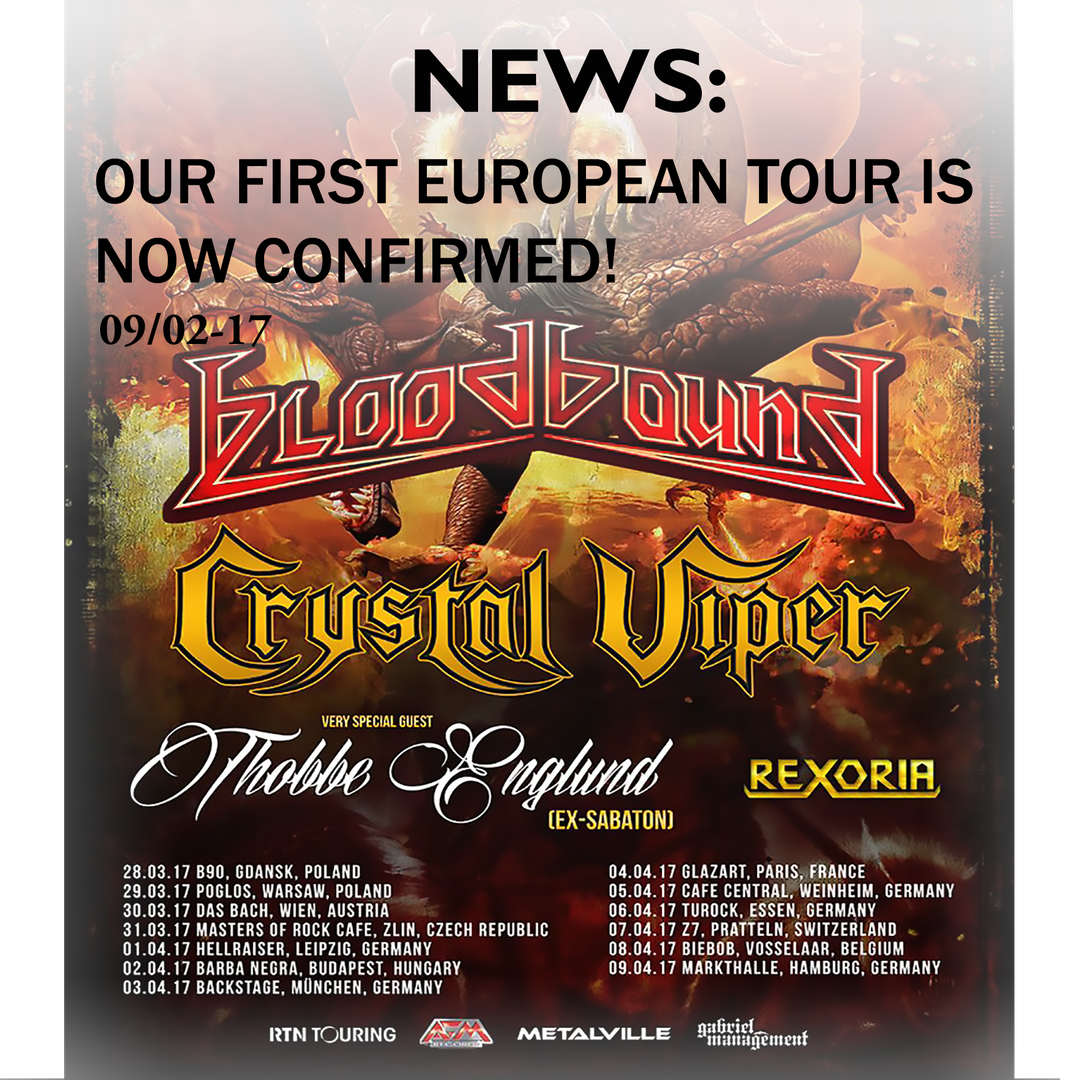 NEWS:
OUR FIRST EUROPEAN TOUR IS
NOW CONFIRMED!
09/02-17
bloodbound
Crystal Viper
VERY SPECIAL GUEST
Thobbe Englund
(EX-SABATON)
REXORIA
28.03.17 B90, GDANSK, POLAND
29.03.17 POGLOS, WARSAW, POLAND
30.03.17 DAS BACH, WIEN, AUSTRIA
31.03.17 MASTERS OF ROCK CAFE, ZLIN, CZECH REPUBLIC
01.04.17 HELLRAISER, LEIPZIG, GERMANY
02.04.17 BARBA NEGRA, BUDAPEST, HUNGARY
03.04.17 BACKSTAGE, MÜNCHEN, GERMANY
04.04.17 GLAZART, PARIS, FRANCE
05.04.17 CAFE CENTRAL, WEINHEIM, GERMANY
06.04.17 TUROCK, ESSEN, GERMANY
07.04.17 Z7, PRATTELN, SWITZERLAND
08.04.17 BIEBOB, VOSSELAAR, BELGIUM
09.04.17 MARKTHALLE, HAMBURG, GERMANY
RTN TOURING
AFM
RECORDS
METALVILLE
gabriel
management